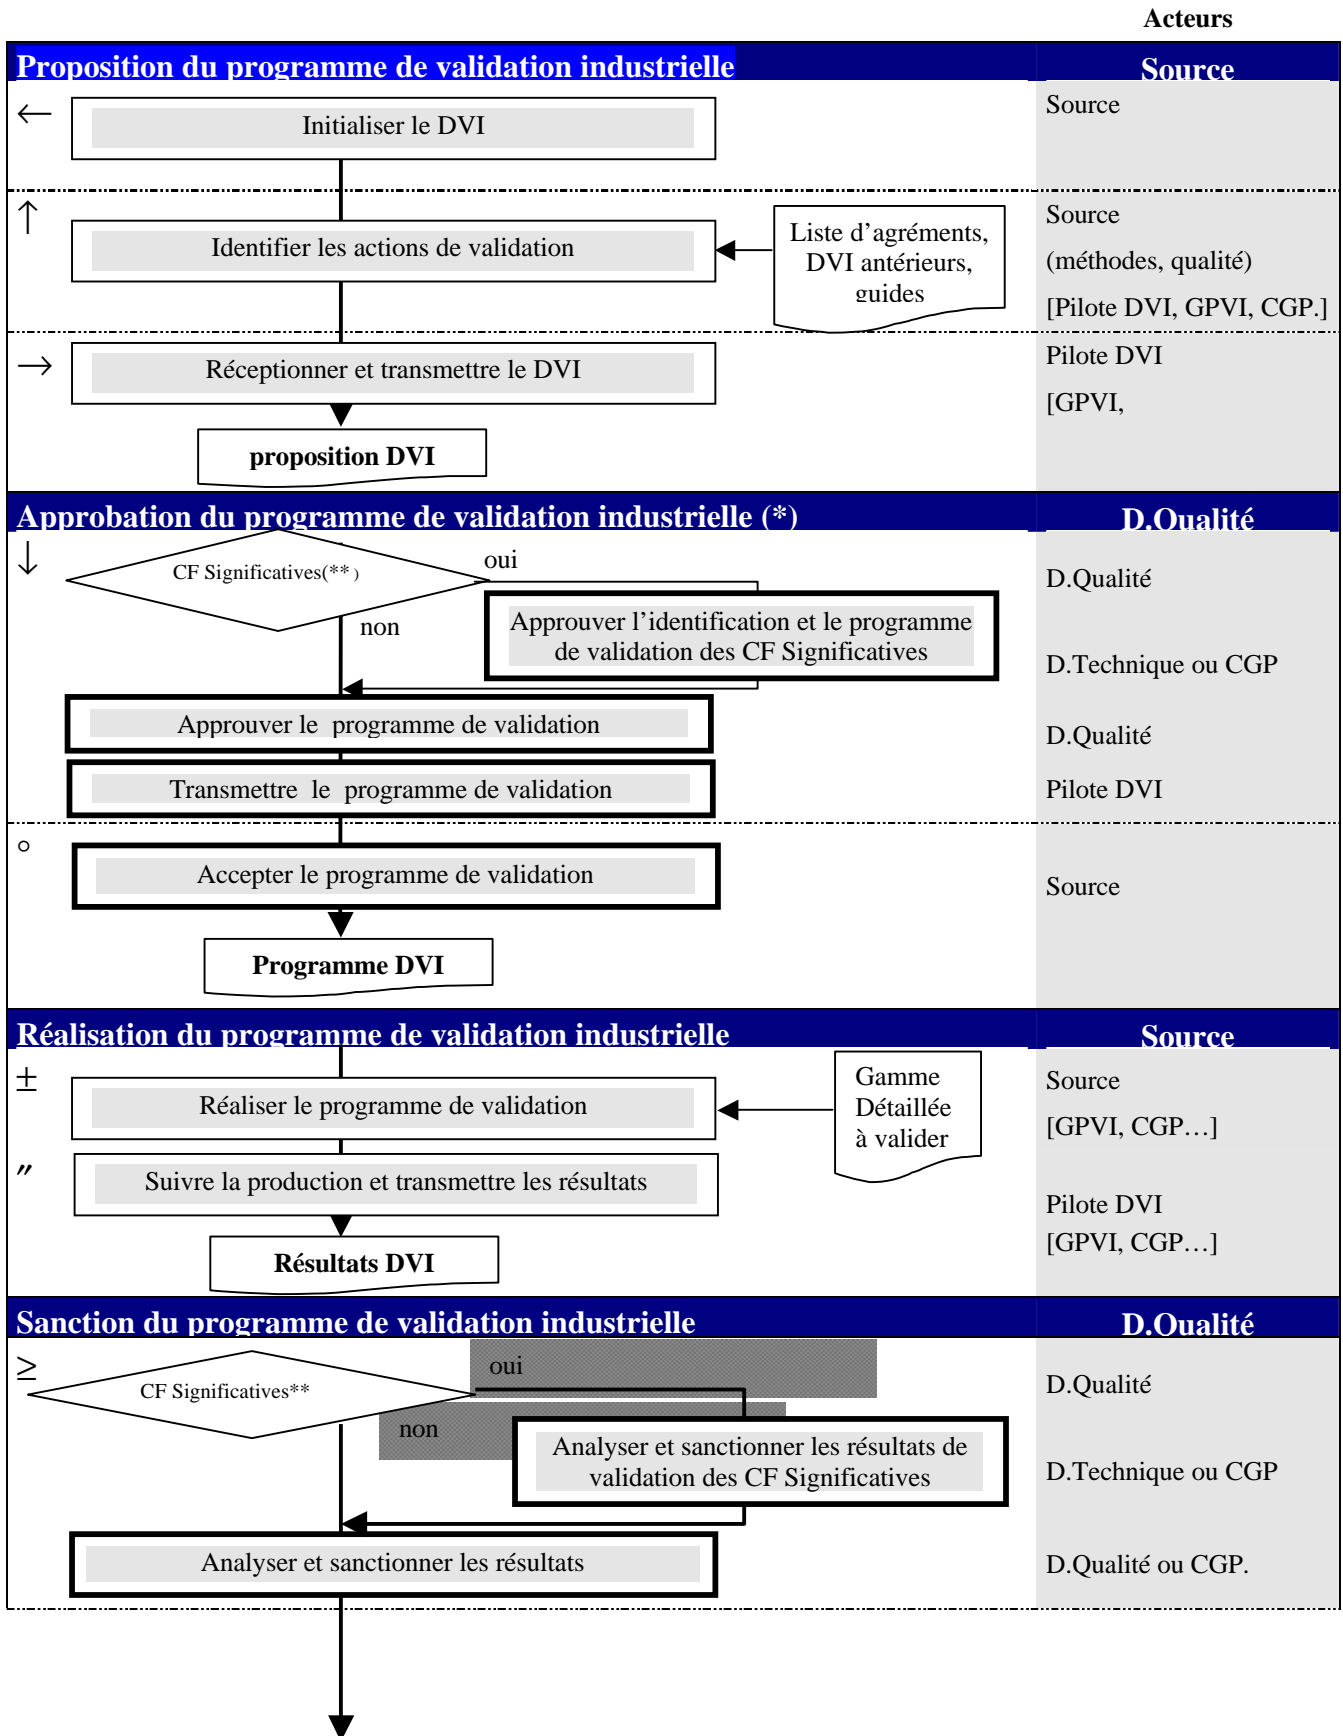 Acteurs
Proposition du programme de validation industrielle
Source
←
Initialiser le DVI
Source
↑
Identifier les actions de validation
Liste d’agréments,
DVI antérieurs,
guides
Source
(méthodes, qualité)
[Pilote DVI, GPVI, CGP.]
→
Réceptionner et transmettre le DVI
Pilote DVI
[GPVI,
proposition DVI
Approbation du programme de validation industrielle (*)
D.Qualité
↓
CF Significatives(**)
oui
non
D.Qualité
Approuver l’identification et le programme
de validation des CF Significatives
D.Technique ou CGP
Approuver le programme de validation
D.Qualité
Transmettre le programme de validation
Pilote DVI
°
Accepter le programme de validation
Source
Programme DVI
Réalisation du programme de validation industrielle
Source
±
Réaliser le programme de validation
Gamme
Détaillée
à valider
Source
[GPVI, CGP…]
″
Suivre la production et transmettre les résultats
Pilote DVI
[GPVI, CGP…]
Résultats DVI
Sanction du programme de validation industrielle
D.Qualité
≥
CF Significatives**
oui
non
D.Qualité
Analyser et sanctionner les résultats de
validation des CF Significatives
D.Technique ou CGP
Analyser et sanctionner les résultats
D.Qualité ou CGP.